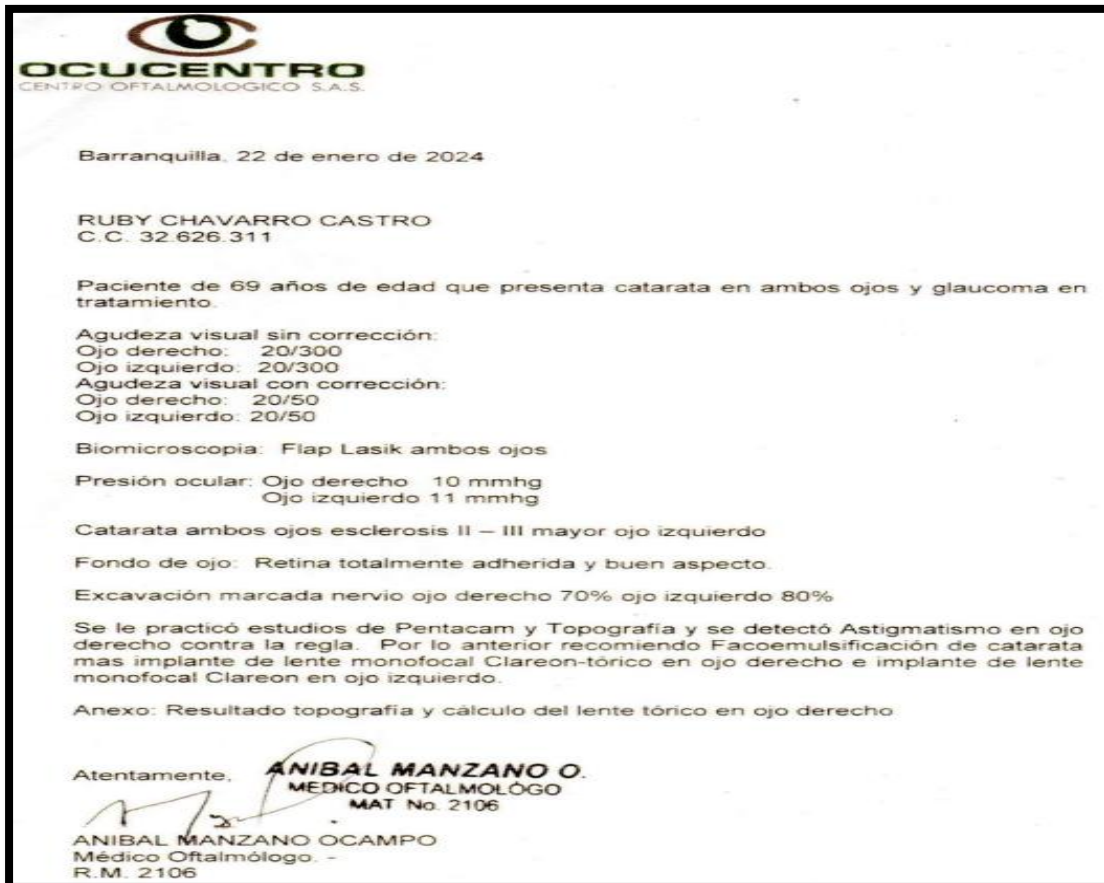 OCUCENTRO
CENTRO OFTALMOLOGICO S.A.S.
Barranquilla, 22 de enero de 2024
RUBY CHAVARRO CASTRO
C.C. 32.626.311
Paciente de 69 años de edad que presenta catarata en ambos ojos y glaucoma en
tratamiento.
Agudeza visual sin corrección:
Ojo derecho: 20/300
Ojo izquierdo: 20/300
Agudeza visual con corrección:
Ojo derecho: 20/50
Ojo izquierdo: 20/50
Biomicroscopia: Flap Lasik ambos ojos
Presión ocular: Ojo derecho 10 mmhg
Ojo izquierdo 11 mmhg
Catarata ambos ojos esclerosis II – III mayor ojo izquierdo
Fondo de ojo: Retina totalmente adherida y buen aspecto.
Excavación marcada nervio ojo derecho 70% ojo izquierdo 80%
Se le practicó estudios de Pentacam y Topografía y se detectó Astigmatismo en ojo
derecho contra la regla. Por lo anterior recomiendo Facoemulsificación de catarata
mas implante de lente monofocal Clareon-tórico en ojo derecho e implante de lente
monofocal Clareon en ojo izquierdo.
Anexo: Resultado topografía y cálculo del lente tórico en ojo derecho
Atentamente,
ANIBAL MANZANO O.
MEDICO OFTALMOLÓGO
MAT No. 2106
ANIBAL MANZANO OCAMPO
Médico Oftalmólogo. -
R.M. 2106